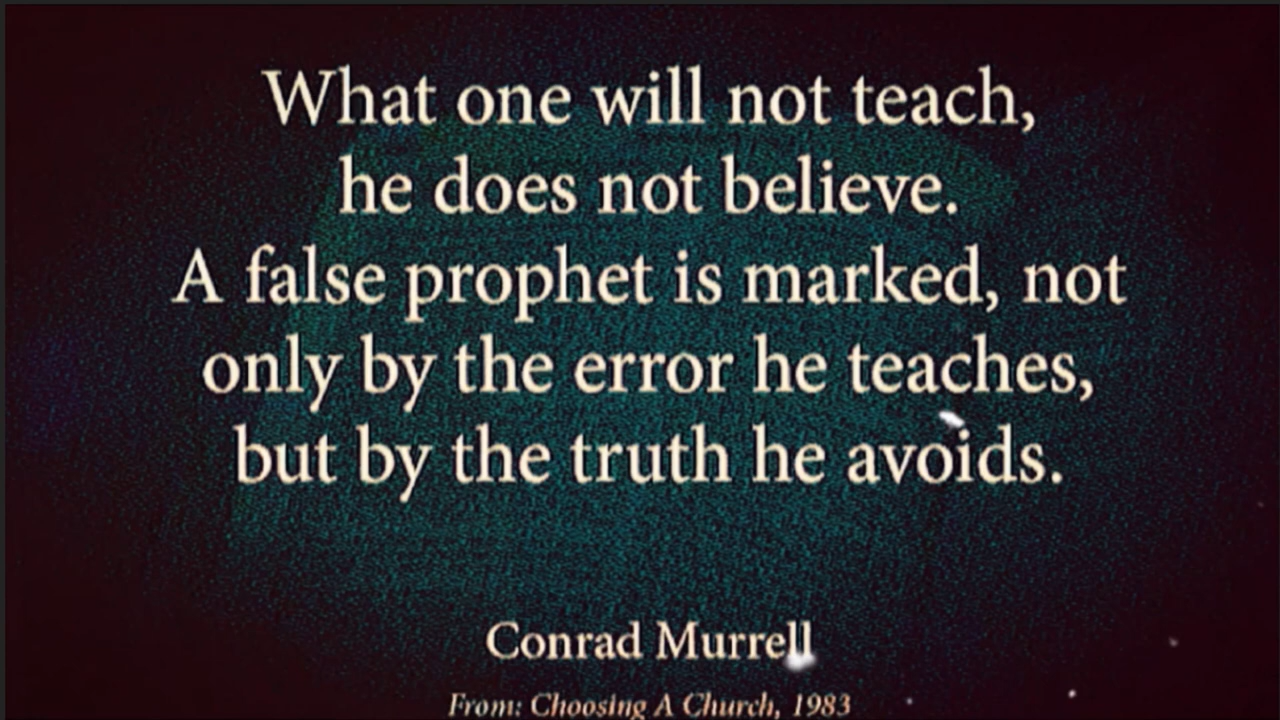 What one will not teach,
he does not believe.
A false prophet is marked, not
only by the error he teaches,
but by the truth he avoids.
Conrad Murrell
From: Choosing A Church, 1983